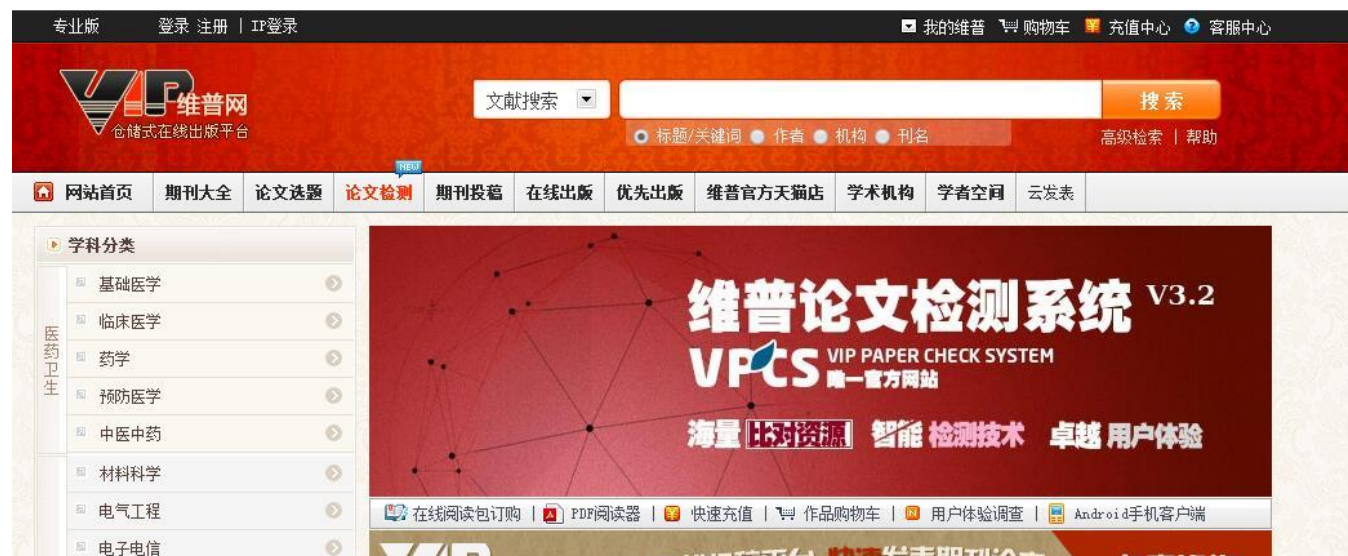 专业版 登录 注册 | IP登录 我的维普 购物车 充值中心 客服中心
VIP维普网
仓储式在线出版平台
文献搜索 搜索
标题/关键词 作者 机构 刊名 高级检索 | 帮助
NEW
网站首页 期刊大全 论文选题 论文检测 期刊投稿 在线出版 优先出版 维普官方天猫店 学术机构 学者空间 云发表
学科分类
医药卫生
基础医学
临床医学
药学
预防医学
中医中药
材料科学
电气工程
电子电信
维普论文检测系统 V3.2
VPCS VIP PAPER CHECK SYSTEM
唯一官方网站
海量 比对资源 智能 检测技术 卓越 用户体验
在线阅读包订购 | PDF阅读器 | 快速充值 | 作品购物车 | 用户体验调查 | Android手机客户端